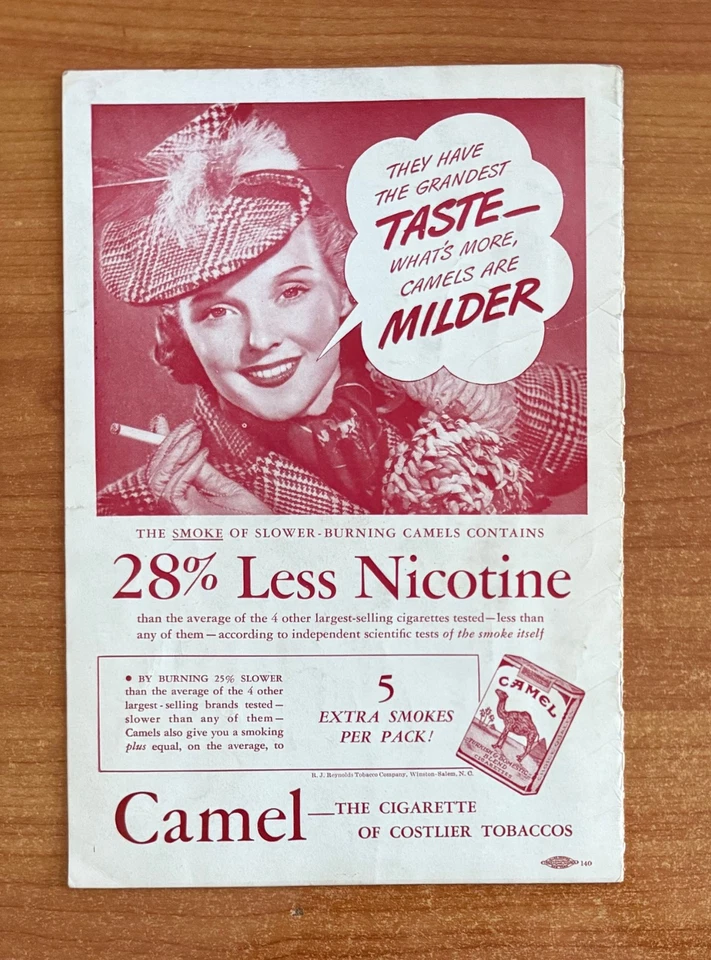 THEY HAVE
THE GRANDEST
TASTE—
WHAT'S MORE,
CAMELS ARE
MILDER
THE SMOKE OF SLOWER-BURNING CAMELS CONTAINS
28% Less Nicotine
than the average of the 4 other largest-selling cigarettes tested—less than
any of them—according to independent scientific tests of the smoke itself
• BY BURNING 25% SLOWER
than the average of the 4 other
largest-selling brands tested—
slower than any of them—
Camels also give you a smoking
plus equal, on the average, to
5
EXTRA SMOKES
PER PACK!
CAMEL
TURKISH & DOMESTIC
BLEND
CIGARETTES
R. J. Reynolds Tobacco Company, Winston-Salem, N. C.
Camel—THE CIGARETTE
OF COSTLIER TOBACCOS
140